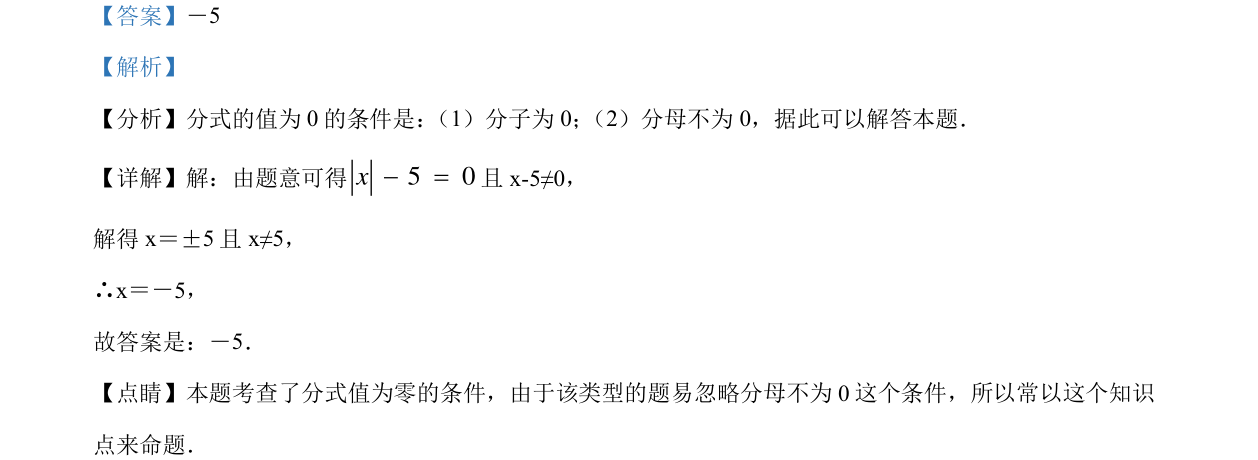 【答案】－5
【解析】
【分析】分式的值为 0 的条件是：（1）分子为 0；（2）分母不为 0，据此可以解答本题．
【详解】解：由题意可得|x| − 5 = 0且 x-5≠0，
解得 x＝±5 且 x≠5，
∴x＝－5，
故答案是：－5．
【点睛】本题考查了分式值为零的条件，由于该类型的题易忽略分母不为 0 这个条件，所以常以这个知识
点来命题．